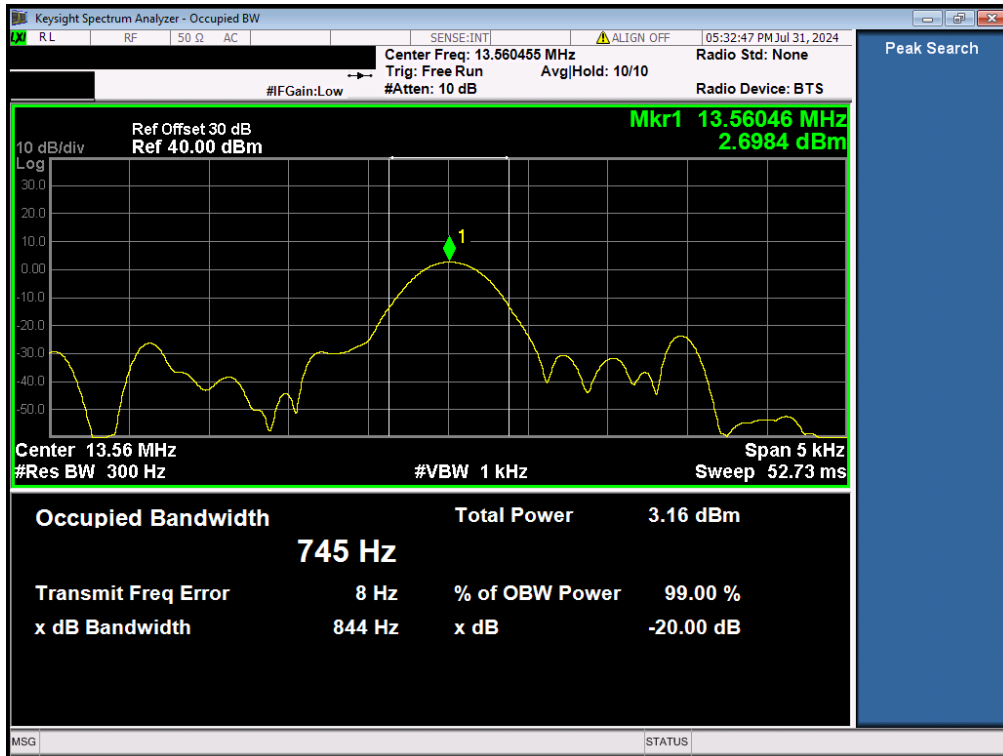 Keysight Spectrum Analyzer - Occupied BW
LXI RL RF 50 Ω AC SENSE:INT ALIGN OFF 05:32:47 PM Jul 31, 2024
Center Freq: 13.560455 MHz Radio Std: None
Trig: Free Run Avg|Hold: 10/10
#IFGain:Low #Atten: 10 dB Radio Device: BTS
Peak Search
Mkr1 13.56046 MHz
2.6984 dBm
Ref Offset 30 dB
10 dB/div Ref 40.00 dBm
Log
30.0
20.0
10.0
0.00
-10.0
-20.0
-30.0
-40.0
-50.0
1
Center 13.56 MHz Span 5 kHz
#Res BW 300 Hz #VBW 1 kHz Sweep 52.73 ms
Occupied Bandwidth Total Power 3.16 dBm
745 Hz
Transmit Freq Error 8 Hz % of OBW Power 99.00 %
x dB Bandwidth 844 Hz x dB -20.00 dB
MSG STATUS